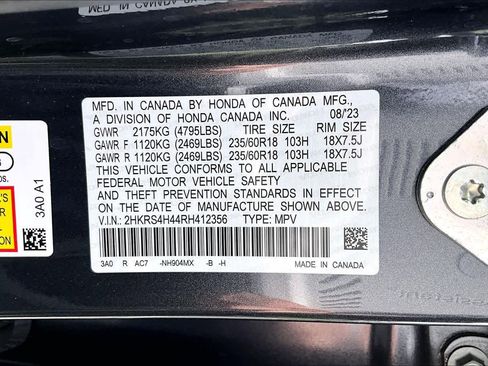 MFD. IN CANADA BY HONDA OF CANADA MFG.,
A DIVISION OF HONDA CANADA INC. 08/'23
GVWR 2175KG (4795LBS) TIRE SIZE RIM SIZE
GAWR F 1120KG (2469LBS) 235/60R18 103H 18X7.5J
GAWR R 1120KG (2469LBS) 235/60R18 103H 18X7.5J
THIS VEHICLE CONFORMS TO ALL APPLICABLE
FEDERAL MOTOR VEHICLE SAFETY
AND THEFT PREVENTION STANDARDS IN EFFECT
ON THE DATE OF MANUFACTURE SHOWN ABOVE.
V.I.N.: 2HKRS4H44RH412356 TYPE: MPV
3A0 R AC7 -NH904MX -B -H MADE IN CANADA
3A0 A1